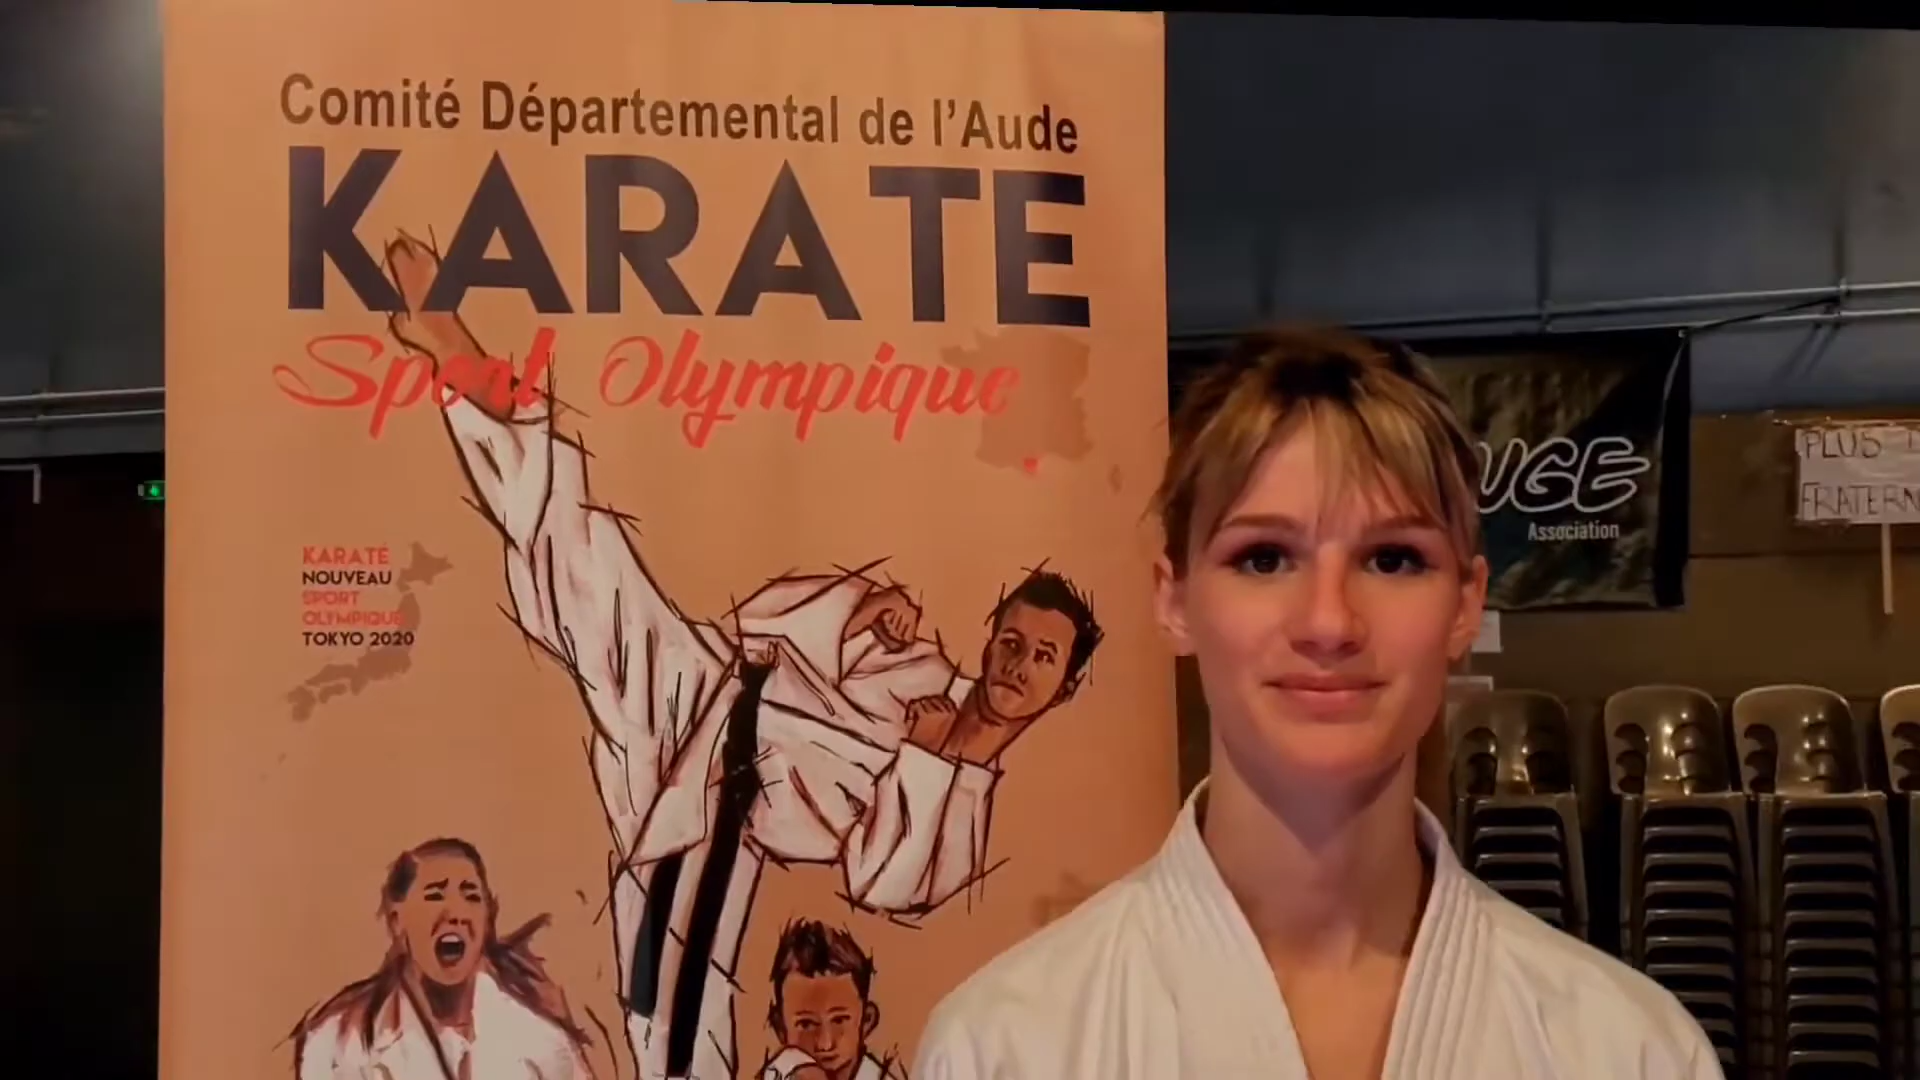 Comité Départemental de l'Aude
KARATE
Sport Olympique
KARATÉ
NOUVEAU
SPORT
OLYMPIQUE
TOKYO 2020
UGE
Association
PLUS
FRATERN